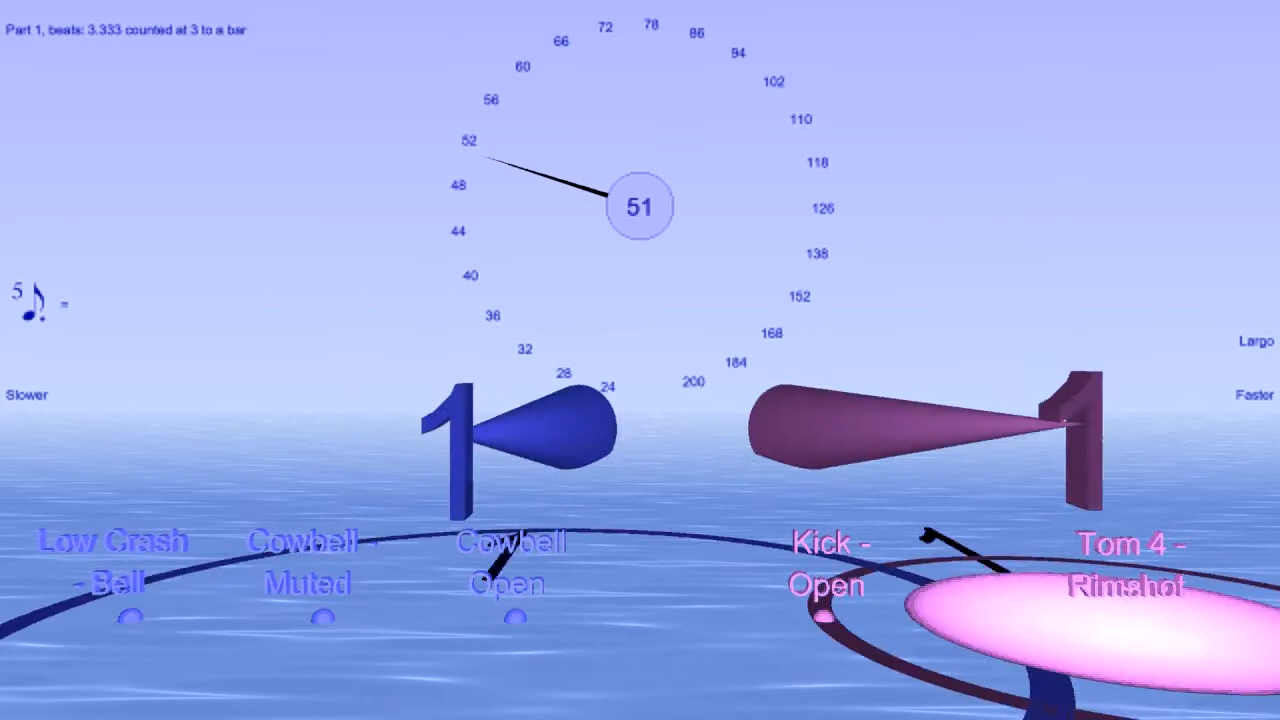 Part 1, beats: 3.333 counted at 3 to a bar
72
78
86
66
94
60
102
56
110
52
118
48
126
44
138
40
152
36
168
32
184
28
24
200
51
5 ♪. =
Largo
Slower
Faster
1
1
Low Crash
- Bell
Cowbell -
Muted
Cowbell
Open
Kick -
Open
Tom 4 -
Rimshot